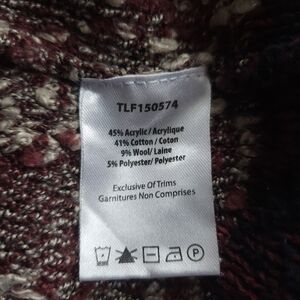 TLF150574
45% Acrylic / Acrylique
41% Cotton / Coton
9% Wool / Laine
5% Polyester/ Polyester
Exclusive Of Trims
Garnitures Non Comprises
P